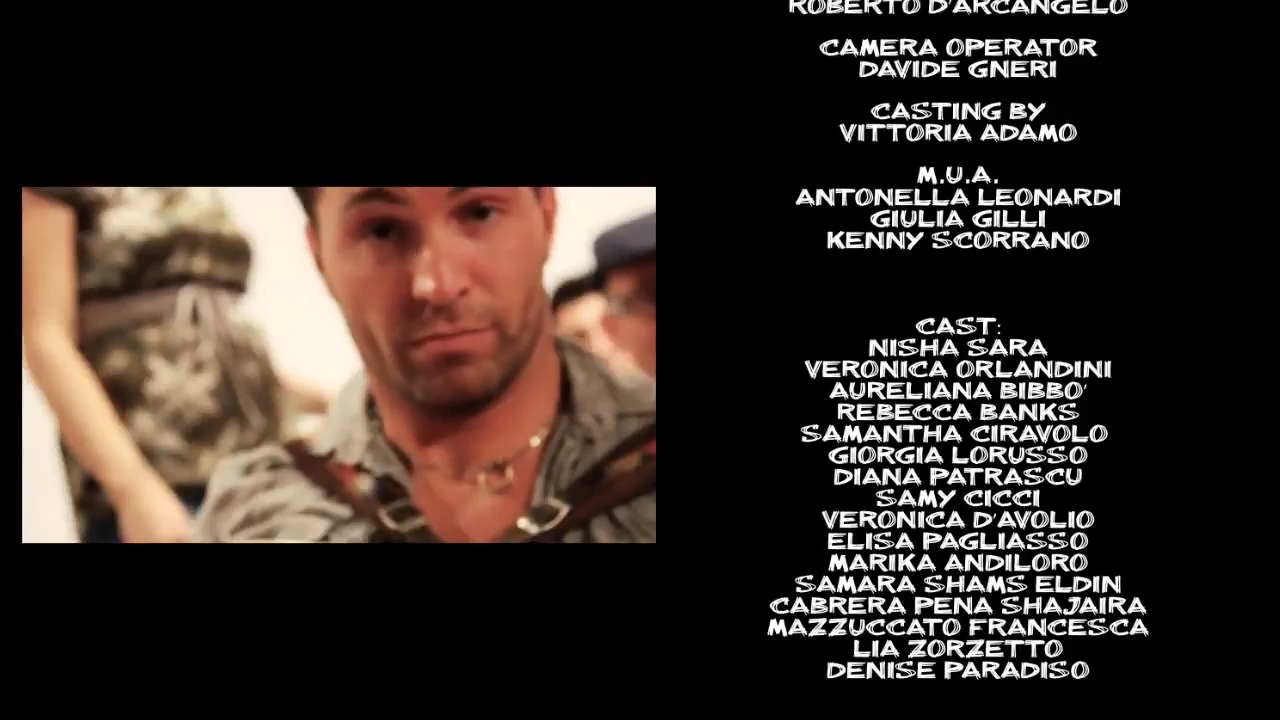 ROBERTO D'ARCANGELO
CAMERA OPERATOR
DAVIDE GNERI
CASTING BY
VITTORIA ADAMO
M.U.A.
ANTONELLA LEONARDI
GIULIA GILLI
KENNY SCORRANO
CAST:
NISHA SARA
VERONICA ORLANDINI
AURELIANA BIBBO'
REBECCA BANKS
SAMANTHA CIRAVOLO
GIORGIA LORUSSO
DIANA PATRASCU
SAMY CICCI
VERONICA D'AVOLIO
ELISA PAGLIASSO
MARIKA ANDILORO
SAMARA SHAMS ELDIN
CABRERA PENA SHAJAIRA
MAZZUCCATO FRANCESCA
LIA ZORZETTO
DENISE PARADISO